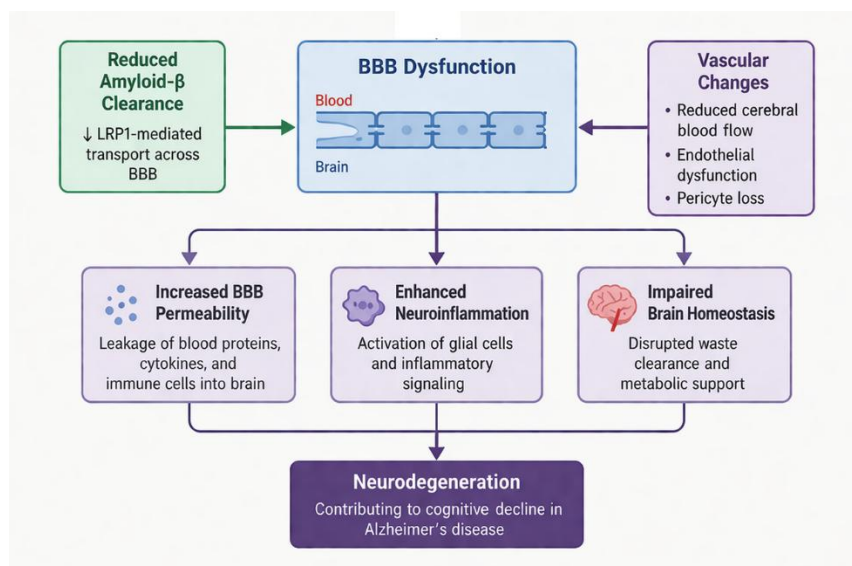 Reduced
Amyloid-β
Clearance
↓ LRP1-mediated
transport across
BBB
BBB Dysfunction
Blood
Brain
Vascular
Changes
• Reduced cerebral
blood flow
• Endothelial
dysfunction
• Pericyte loss
Increased BBB
Permeability
Leakage of blood proteins,
cytokines, and
immune cells into brain
Enhanced
Neuroinflammation
Activation of glial cells
and inflammatory
signaling
Impaired
Brain Homeostasis
Disrupted waste
clearance and
metabolic support
Neurodegeneration
Contributing to cognitive decline in
Alzheimer's disease